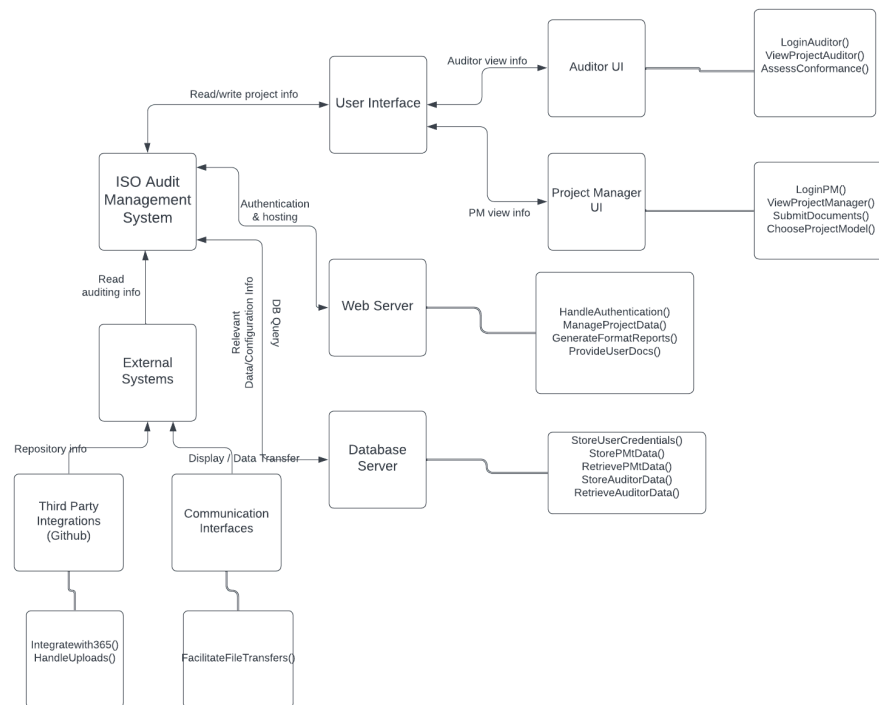 LoginAuditor()
ViewProjectAuditor()
AssessConformance()
Auditor view info
Auditor UI
Read/write project info
User Interface
ISO Audit
Management
System
Authentication
& hosting
PM view info
Project Manager
UI
LoginPM()
ViewProjectManager()
SubmitDocuments()
ChooseProjectModel()
Read
auditing info
Relevant
Data/Configuration Info
DB Query
Web Server
HandleAuthentication()
ManageProjectData()
GenerateFormatReports()
ProvideUserDocs()
External
Systems
Repository info
Display / Data Transfer
Database
Server
StoreUserCredentials()
StorePMtData()
RetrievePMtData()
StoreAuditorData()
RetrieveAuditorData()
Third Party
Integrations
(Github)
Communication
Interfaces
Integratewith365()
HandleUploads()
FacilitateFileTransfers()